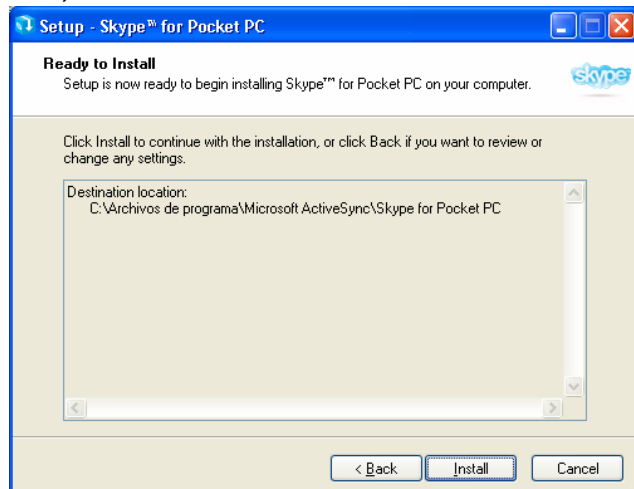 Setup - Skype™ for Pocket PC
Ready to Install
Setup is now ready to begin installing Skype™ for Pocket PC on your computer.
skype
Click Install to continue with the installation, or click Back if you want to review or
change any settings.
Destination location:
C:\Archivos de programa\Microsoft ActiveSync\Skype for Pocket PC
< Back
Install
Cancel